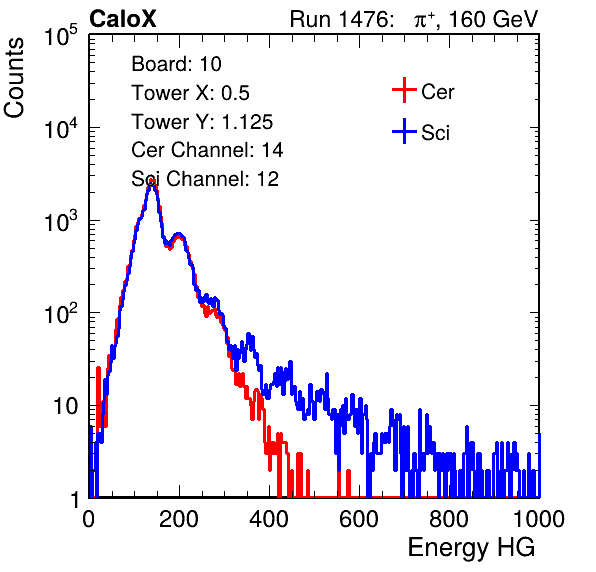 CaloX Run 1476: π⁺, 160 GeV
Counts
Board: 10
Tower X: 0.5
Tower Y: 1.125
Cer Channel: 14
Sci Channel: 12
Cer
Sci
10⁵
10⁴
10³
10²
10
1
0 200 400 600 800 1000
Energy HG